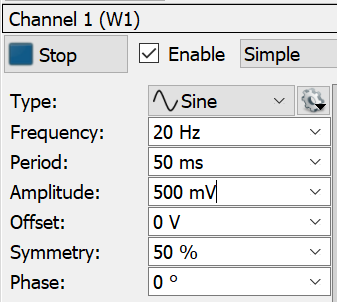 Channel 1 (W1)
Stop Enable Simple
Type: Sine
Frequency: 20 Hz
Period: 50 ms
Amplitude: 500 mV
Offset: 0 V
Symmetry: 50 %
Phase: 0 °